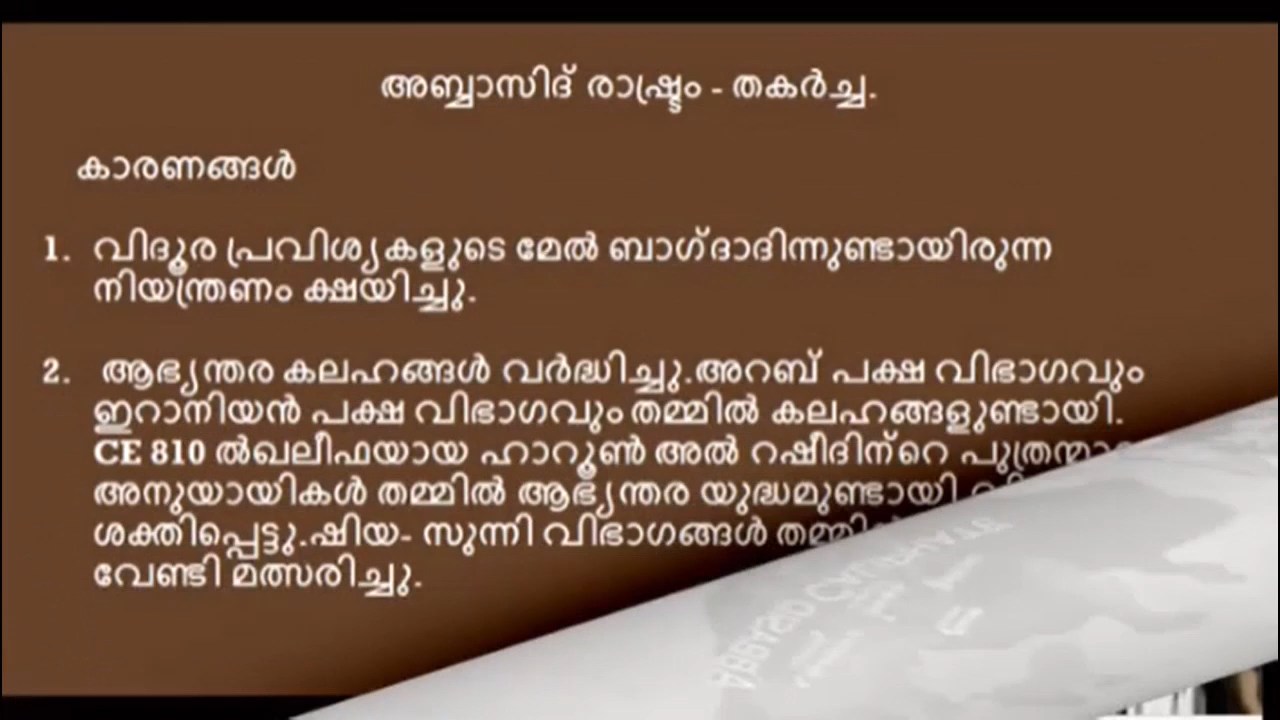 അബ്ബാസിദ് രാഷ്ട്രം - തകർച്ച.
കാരണങ്ങൾ
1. വിദൂര പ്രവിശ്യകളുടെ മേൽ ബാഗ്ദാദിന്നുണ്ടായിരുന്ന
നിയന്ത്രണം ക്ഷയിച്ചു.
2. ആഭ്യന്തര കലഹങ്ങൾ വർദ്ധിച്ചു.അറബ് പക്ഷ വിഭാഗവും
ഇറാനിയൻ പക്ഷ വിഭാഗവും തമ്മിൽ കലഹങ്ങളുണ്ടായി.
CE 810 ൽഖലീഫയായ ഹാറൂൺ അൽ റഷീദിന്റെ
അനുയായികൾ തമ്മിൽ ആഭ്യന്തര യുദ്ധമുണ്ടായി
ശക്തിപ്പെട്ടു.ഷിയ- സുന്നി വിഭാഗങ്ങൾ
വേണ്ടി മത്സരിച്ചു.